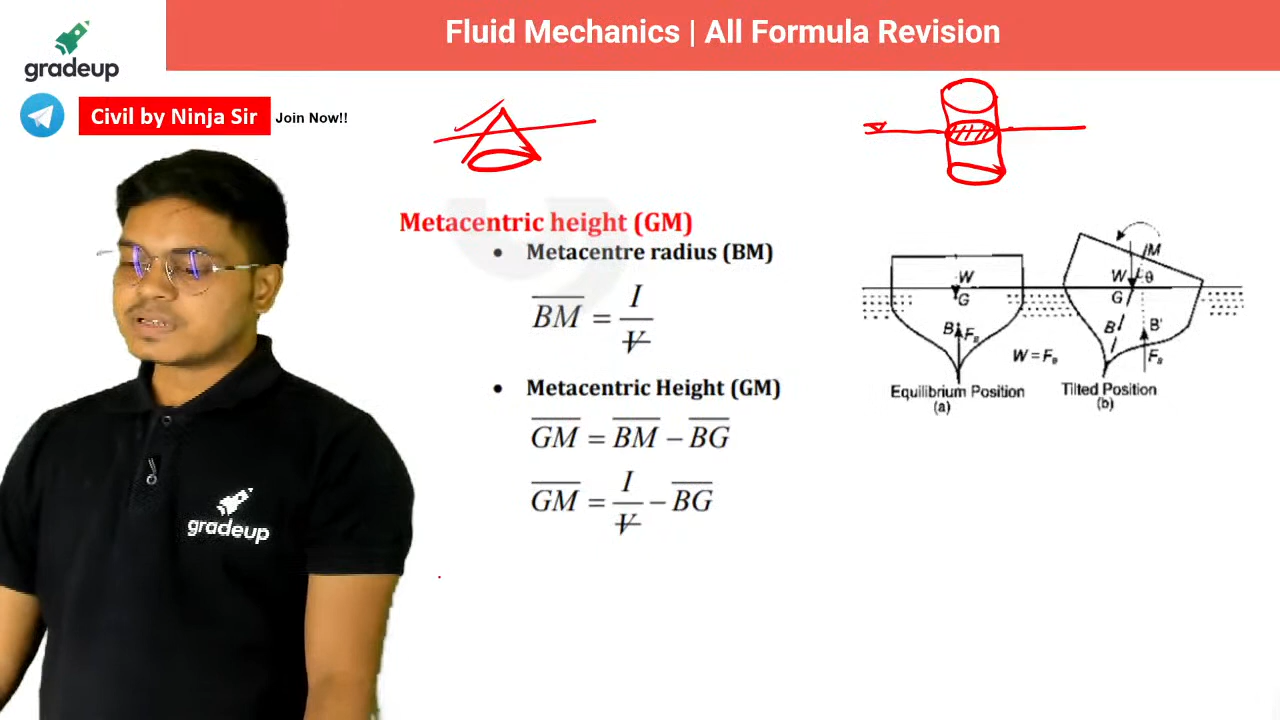 Fluid Mechanics | All Formula Revision
gradeup
Civil by Ninja Sir
Join Now!!
Metacentric height (GM)
• Metacentre radius (BM)
BM = I / V
• Metacentric Height (GM)
GM = BM − BG
GM = I / V − BG
W
G
B
F_B
W = F_B
Equilibrium Position
(a)
M
W
θ
G
B
B'
F_B
Tilted Position
(b)
gradeup